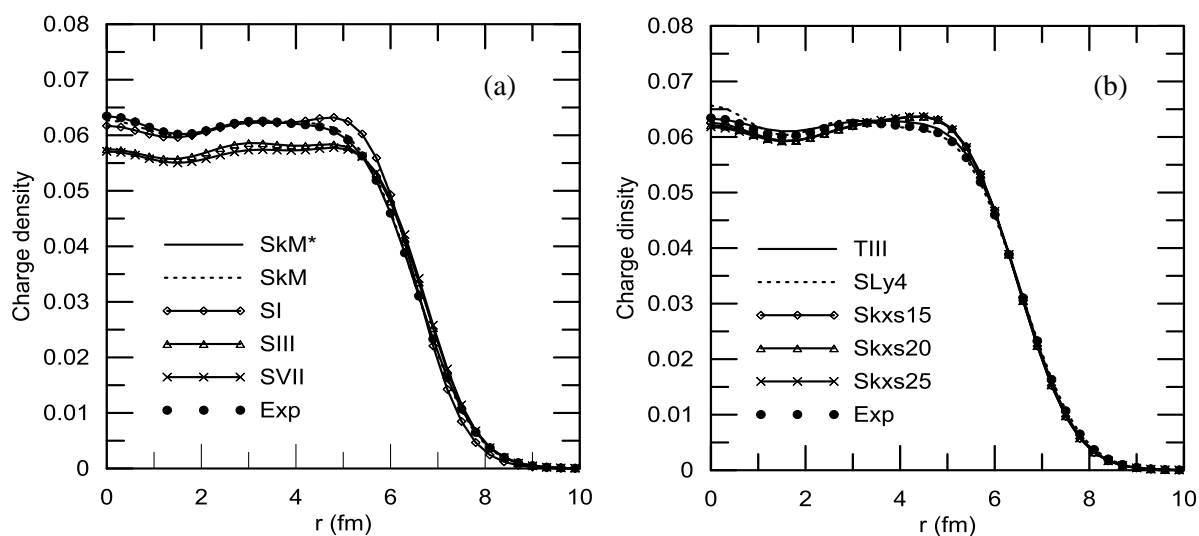 (a)
Charge density
0.08
0.07
0.06
0.05
0.04
0.03
0.02
0.01
0
SkM*
SkM
SI
SIII
SVII
Exp
0 2 4 6 8 10
r (fm)
(b)
Charge dinsity
0.08
0.07
0.06
0.05
0.04
0.03
0.02
0.01
0
TIII
SLy4
Skxs15
Skxs20
Skxs25
Exp
0 2 4 6 8 10
r (fm)